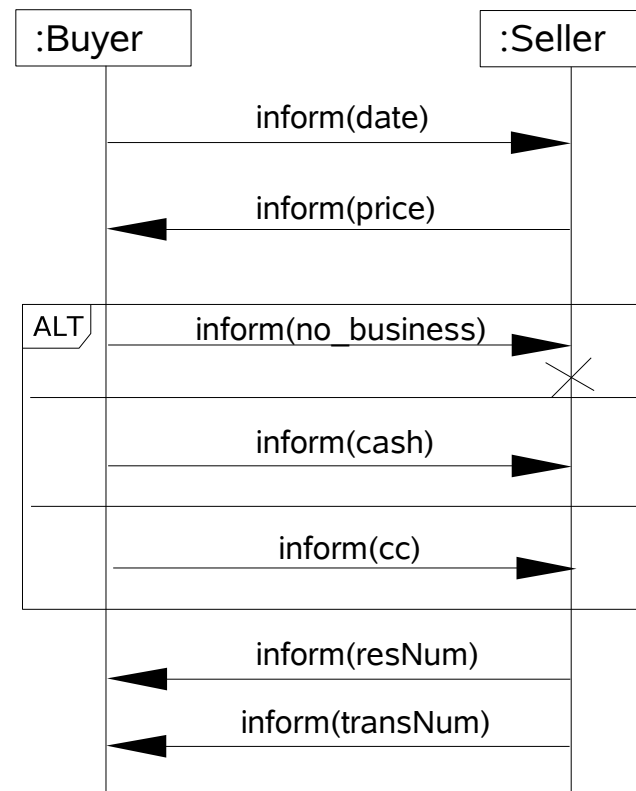 :Buyer
:Seller
inform(date)
inform(price)
ALT
inform(no_business)
inform(cash)
inform(cc)
inform(resNum)
inform(transNum)